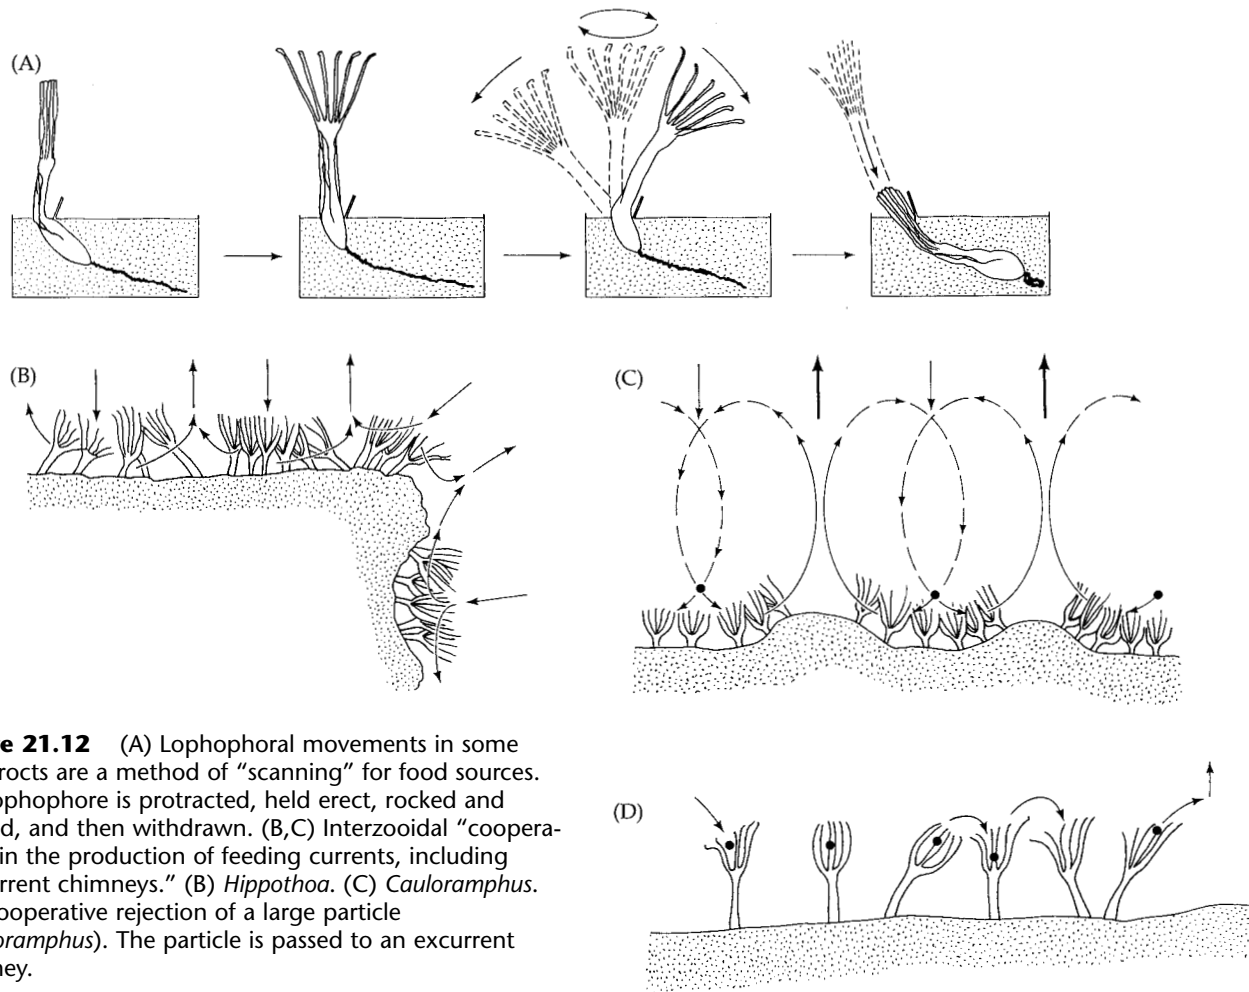 (A)
(B)
(C)
(D)
e 21.12 (A) Lophophoral movements in some
rocts are a method of “scanning” for food sources.
ophophore is protracted, held erect, rocked and
d, and then withdrawn. (B,C) Interzooidal “coopera-
in the production of feeding currents, including
rrent chimneys.” (B) Hippothoa. (C) Cauloramphus.
ooperative rejection of a large particle
oramphus). The particle is passed to an excurrent
ney.